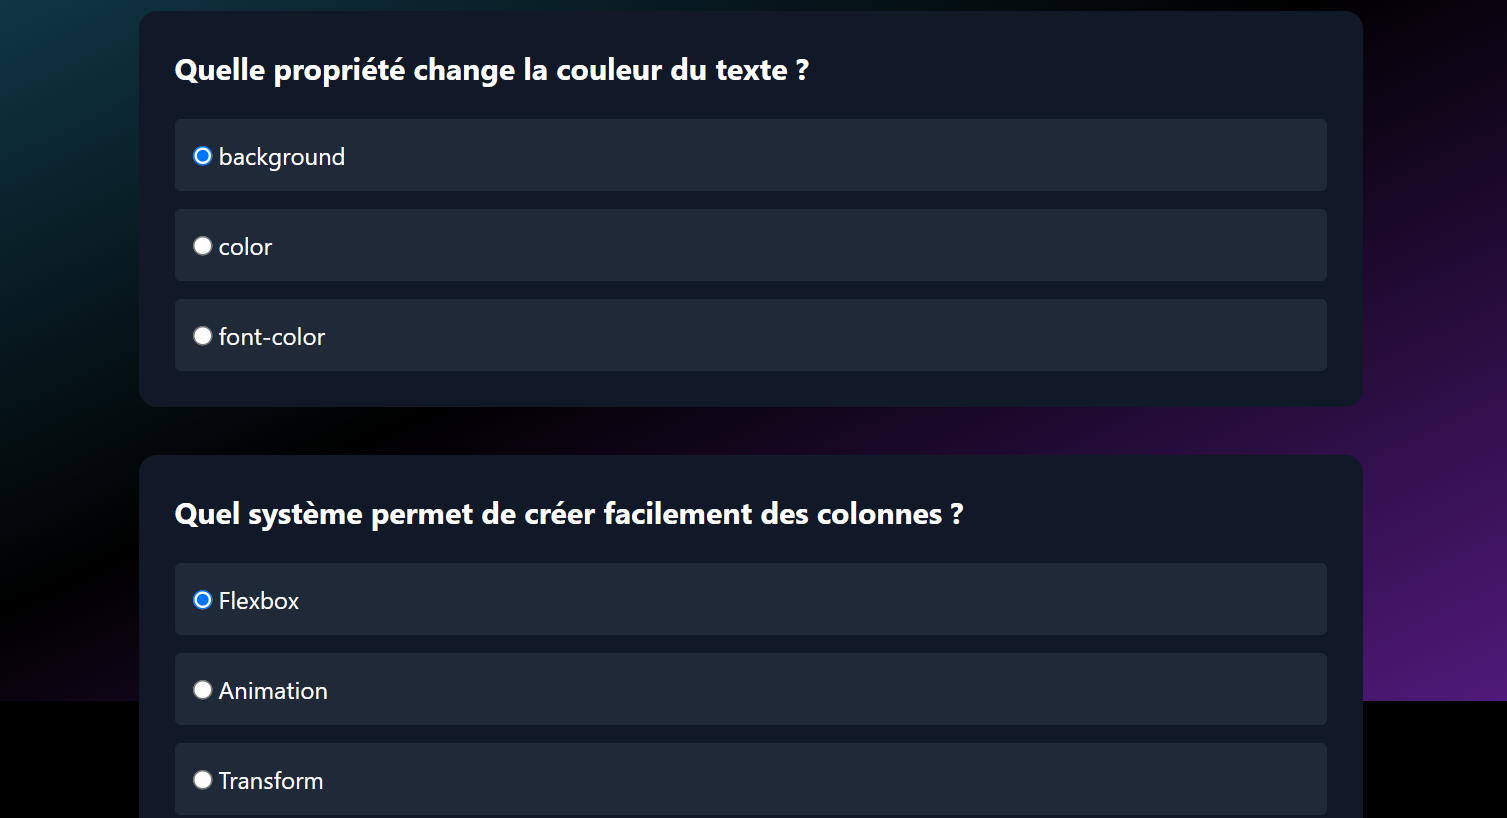 Quelle propriété change la couleur du texte ?
background
color
font-color
Quel système permet de créer facilement des colonnes ?
Flexbox
Animation
Transform